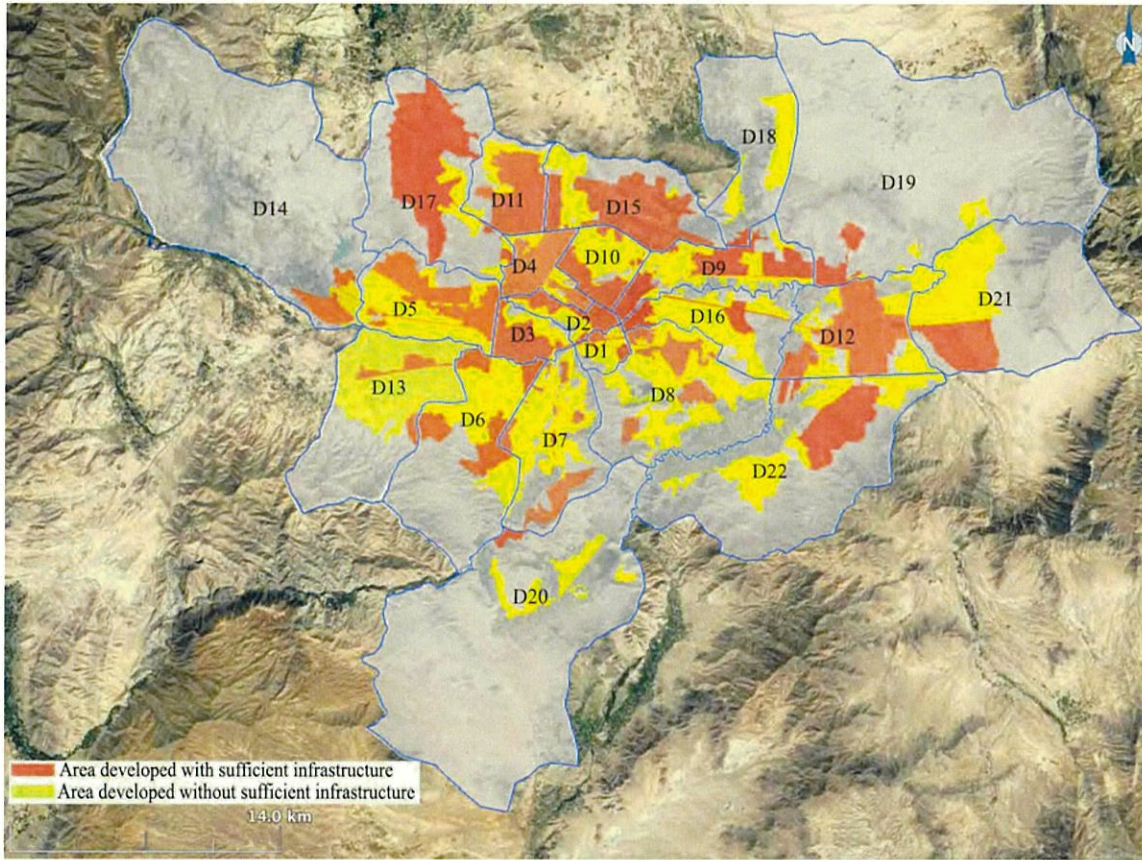 N
D18
D19
D14
D17
D11
D15
D4
D10
D9
D5
D3
D2
D16
D21
D12
D1
D13
D8
D6
D7
D22
D20
Area developed with sufficient infrastructure
Area developed without sufficient infrastructure
14.0 km